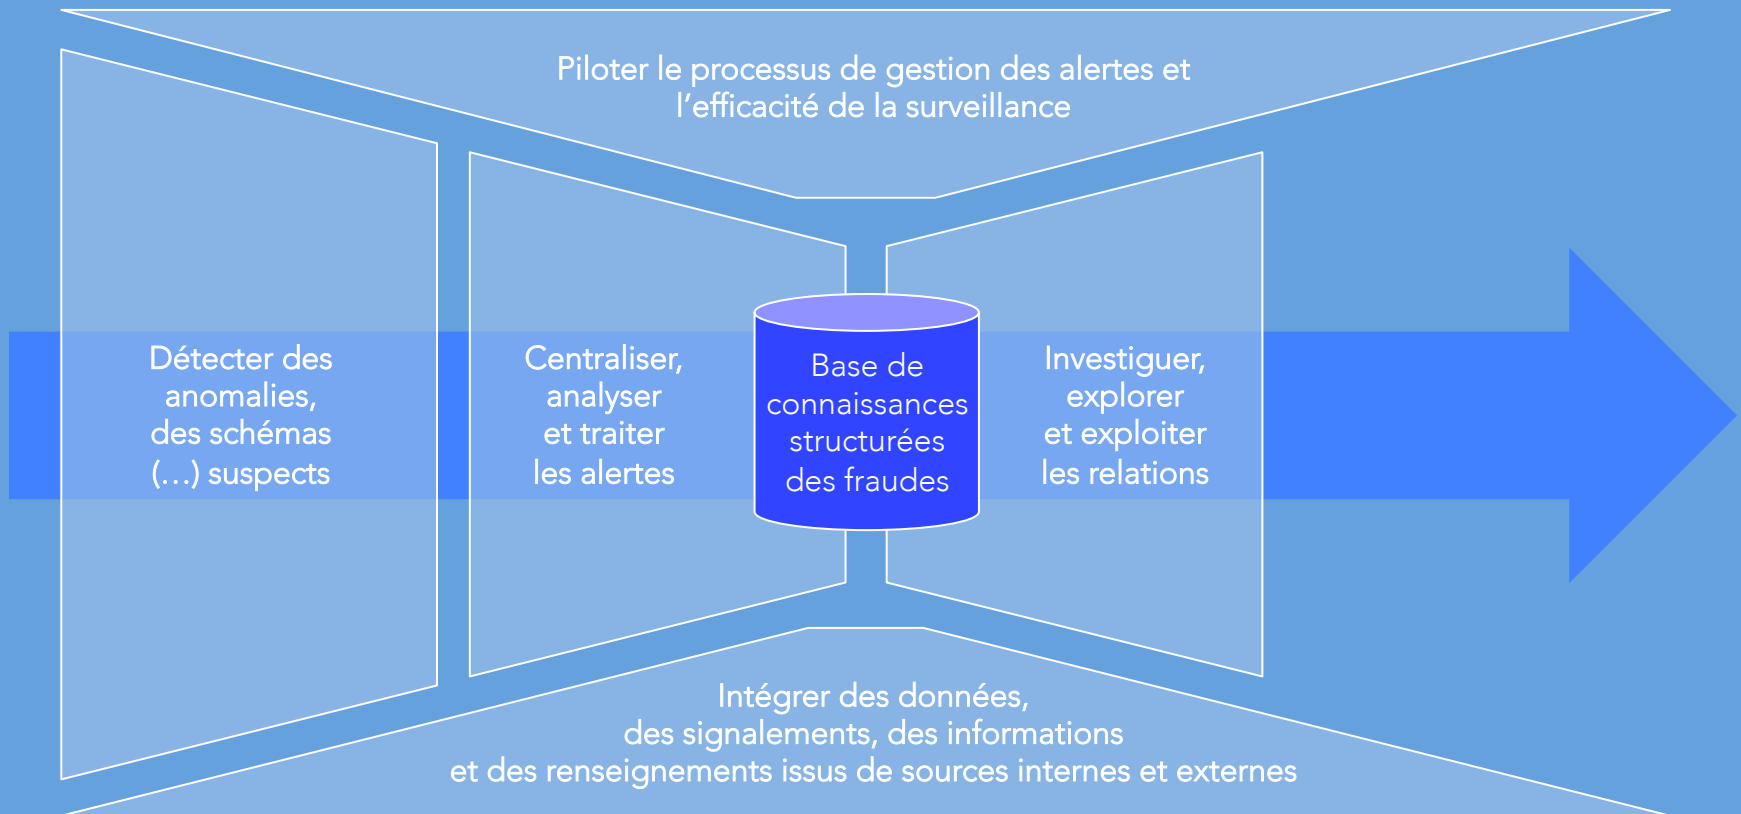 Piloter le processus de gestion des alertes et
l’efficacité de la surveillance
Détecter des
anomalies,
des schémas
(...) suspects
Centraliser,
analyser
et traiter
les alertes
Base de
connaissances
structurées
des fraudes
Investiguer,
explorer
et exploiter
les relations
Intégrer des données,
des signalements, des informations
et des renseignements issus de sources internes et externes